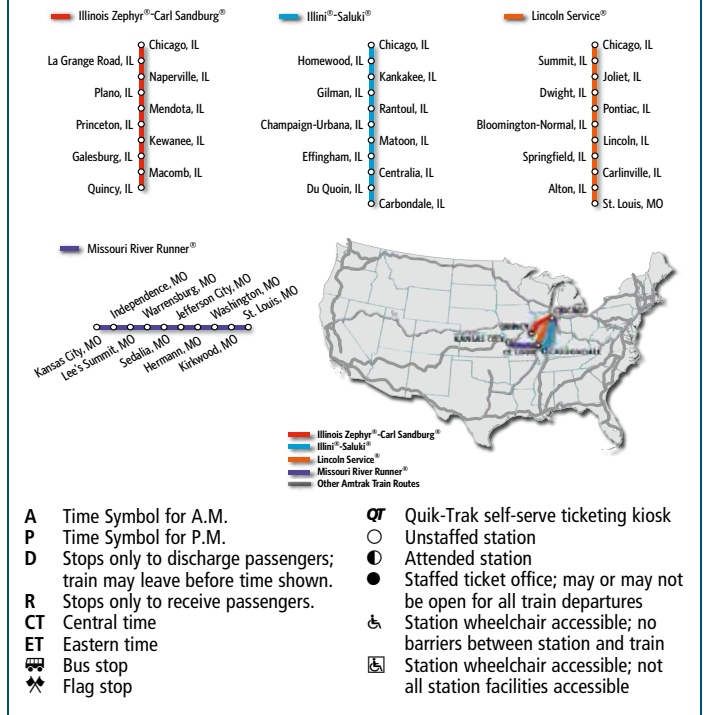 Illinois Zephyr®-Carl Sandburg®
Chicago, IL
La Grange Road, IL
Naperville, IL
Plano, IL
Mendota, IL
Princeton, IL
Kewanee, IL
Galesburg, IL
Macomb, IL
Quincy, IL
Illini®-Saluki®
Chicago, IL
Homewood, IL
Kankakee, IL
Gilman, IL
Rantoul, IL
Champaign-Urbana, IL
Matoon, IL
Effingham, IL
Centralia, IL
Du Quoin, IL
Carbondale, IL
Lincoln Service®
Chicago, IL
Summit, IL
Joliet, IL
Dwight, IL
Pontiac, IL
Bloomington-Normal, IL
Lincoln, IL
Springfield, IL
Carlinville, IL
Alton, IL
St. Louis, MO
Missouri River Runner®
Kansas City, MO
Independence, MO
Lee's Summit, MO
Warrensburg, MO
Sedalia, MO
Jefferson City, MO
Hermann, MO
Washington, MO
Kirkwood, MO
St. Louis, MO
CHICAGO
QUINCY
KANSAS CITY
ST. LOUIS
CARBONDALE
Illinois Zephyr®-Carl Sandburg®
Illini®-Saluki®
Lincoln Service®
Missouri River Runner®
Other Amtrak Train Routes
A Time Symbol for A.M.
P Time Symbol for P.M.
D Stops only to discharge passengers;
train may leave before time shown.
R Stops only to receive passengers.
CT Central time
ET Eastern time
Bus stop
Flag stop
QT Quik-Trak self-serve ticketing kiosk
Unstaffed station
Attended station
Staffed ticket office; may or may not
be open for all train departures
Station wheelchair accessible; no
barriers between station and train
Station wheelchair accessible; not
all station facilities accessible